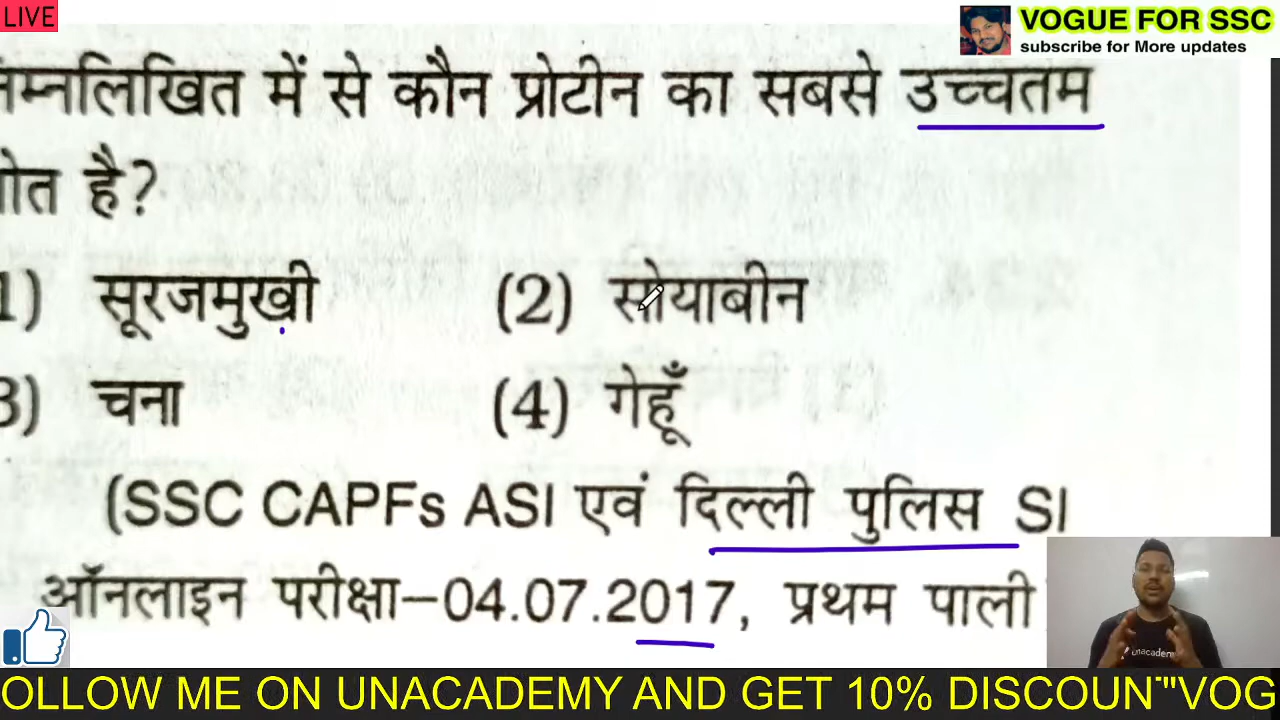 LIVE
VOGUE FOR SSC
subscribe for More updates
निम्नलिखित में से कौन प्रोटीन का सबसे उच्चतम
है?
1) सूरजमुखी (2) सोयाबीन
3) चना (4) गेहूँ
(SSC CAPFs ASI एवं दिल्ली पुलिस SI
ऑनलाइन परीक्षा–04.07.2017, प्रथम पाली
unacademy
OLLOW ME ON UNACADEMY AND GET 10% DISCOUN"'VOG